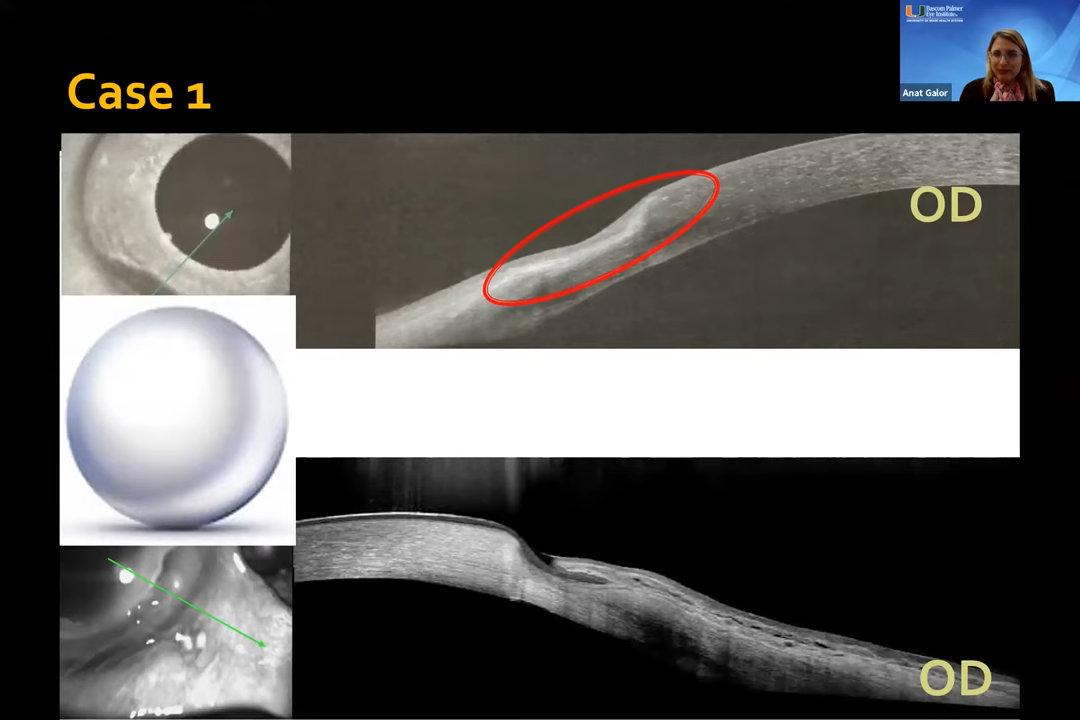 Bascom Palmer
Eye Institute
Anat Galor
Case 1
OD
OD